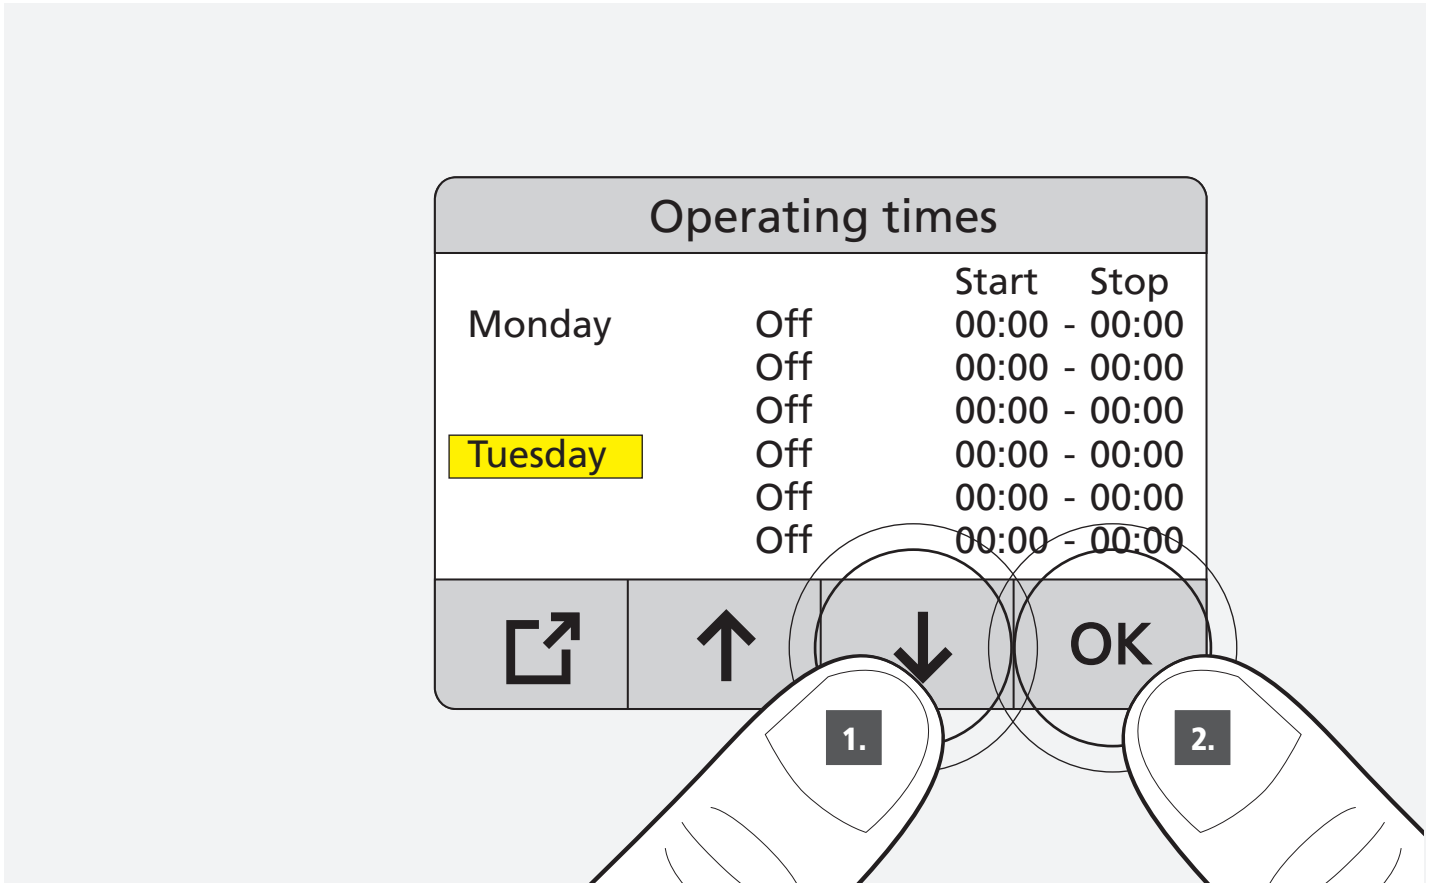 Operating times
Start Stop
Monday Off 00:00 - 00:00
Off 00:00 - 00:00
Off 00:00 - 00:00
Tuesday Off 00:00 - 00:00
Off 00:00 - 00:00
Off 00:00 - 00:00
OK
1. 2.